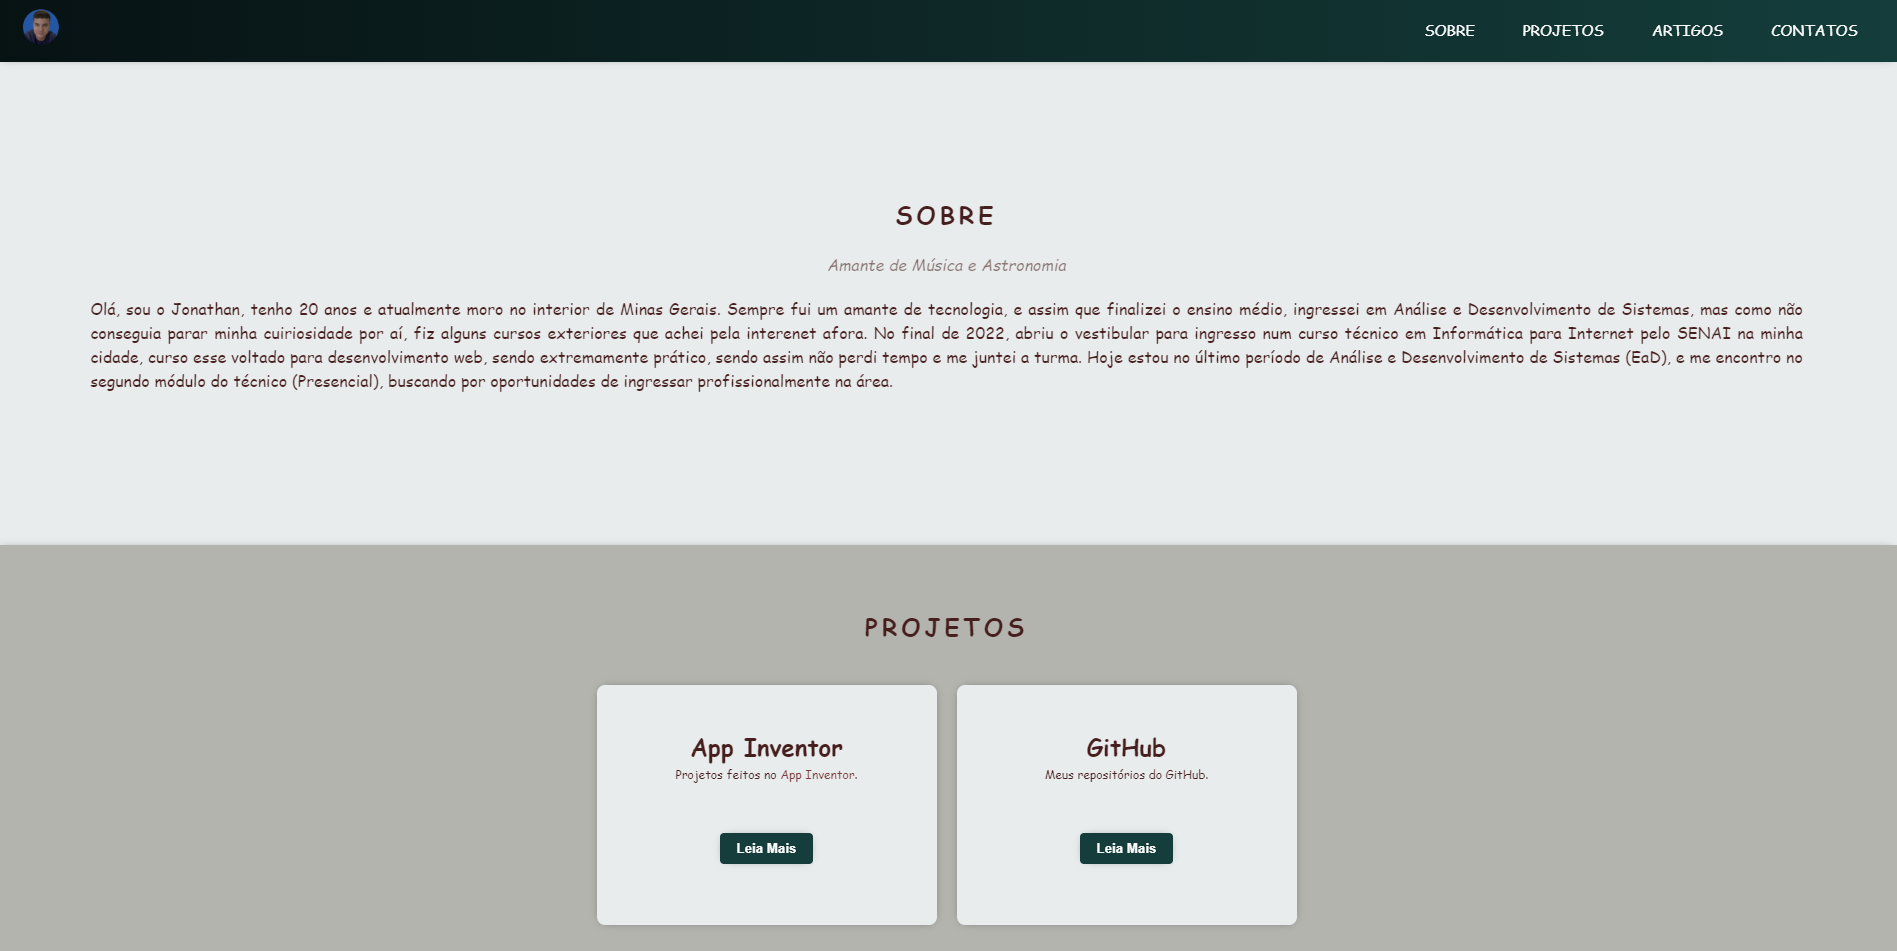 SOBRE PROJETOS ARTIGOS CONTATOS
SOBRE
Amante de Música e Astronomia
Olá, sou o Jonathan, tenho 20 anos e atualmente moro no interior de Minas Gerais. Sempre fui um amante de tecnologia, e assim que finalizei o ensino médio, ingressei em Análise e Desenvolvimento de Sistemas, mas como não
conseguia parar minha cuiriosidade por aí, fiz alguns cursos exteriores que achei pela interenet afora. No final de 2022, abriu o vestibular para ingresso num curso técnico em Informática para Internet pelo SENAI na minha
cidade, curso esse voltado para desenvolvimento web, sendo extremamente prático, sendo assim não perdi tempo e me juntei a turma. Hoje estou no último período de Análise e Desenvolvimento de Sistemas (EaD), e me encontro no
segundo módulo do técnico (Presencial), buscando por oportunidades de ingressar profissionalmente na área.
PROJETOS
App Inventor
Projetos feitos no App Inventor.
Leia Mais
GitHub
Meus repositórios do GitHub.
Leia Mais